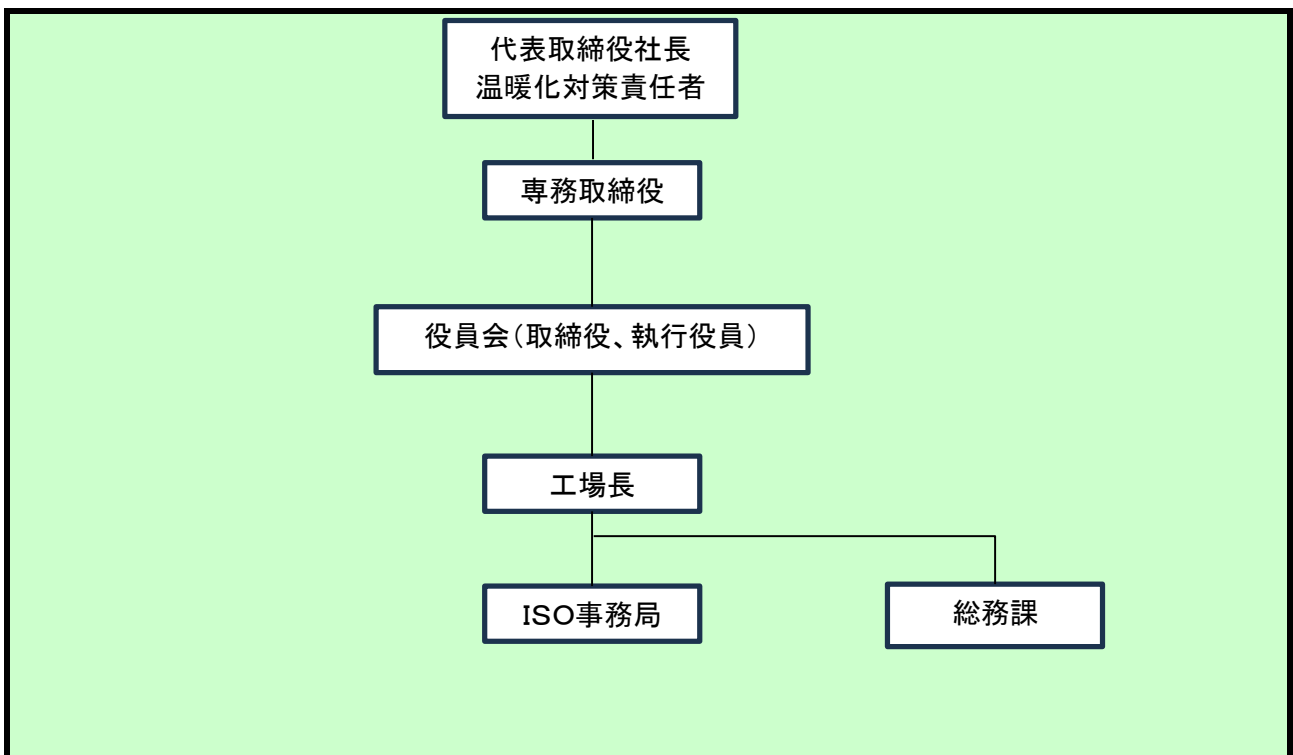 代表取締役社長
温暖化対策責任者
専務取締役
役員会（取締役、執行役員）
工場長
ISO事務局
総務課